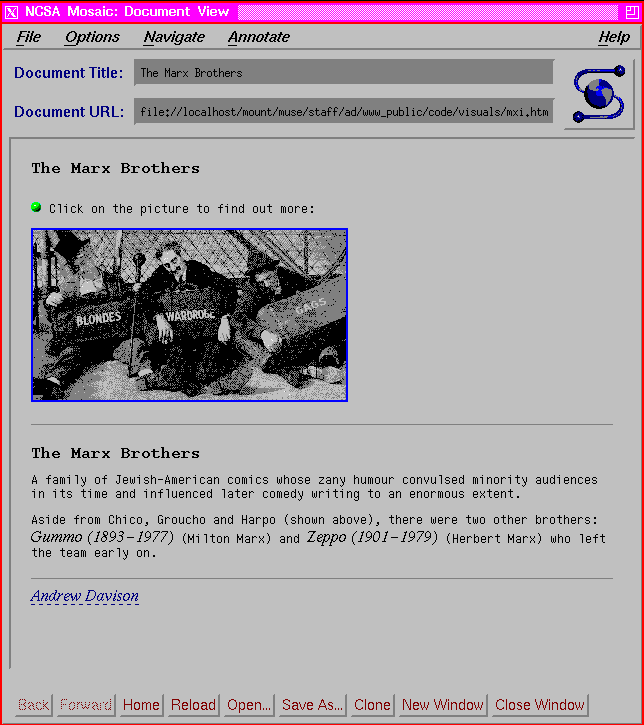 NCSA Mosaic: Document View
File Options Navigate Annotate Help
Document Title: The Marx Brothers
Document URL: file://localhost/mount/muse/staff/ad/www_public/code/visuals/mxi.htm
The Marx Brothers
Click on the picture to find out more:
BLONDES WARDROBE GAGS
The Marx Brothers
A family of Jewish-American comics whose zany humour convulsed minority audiences
in its time and influenced later comedy writing to an enormous extent.
Aside from Chico, Groucho and Harpo (shown above), there were two other brothers:
Gummo (1893-1977) (Milton Marx) and Zeppo (1901-1979) (Herbert Marx) who left
the team early on.
Andrew Davison
Back Forward Home Reload Open... Save As... Clone New Window Close Window